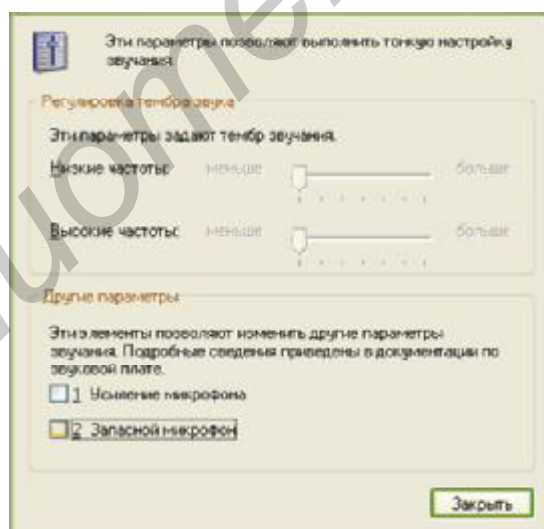 Эти параметры позволяют выполнить тонкую настройку
звучания.
Регулировка тембра звука
Эти параметры задают тембр звучания.
Низкие частоты: меньше больше
Высокие частоты: меньше больше
Другие параметры
Эти элементы позволяют изменить другие параметры
звучания. Подробные сведения приведены в документации по
звуковой плате.
1 Усиление микрофона
2 Запасной микрофон
Закрыть